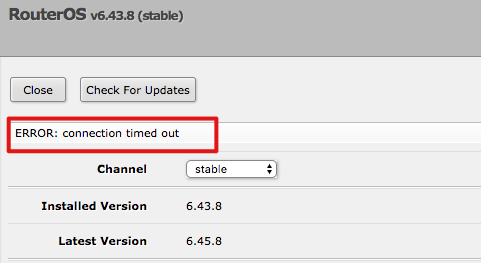 RouterOS v6.43.8 (stable)
Close Check For Updates
ERROR: connection timed out
Channel stable
Installed Version 6.43.8
Latest Version 6.45.8